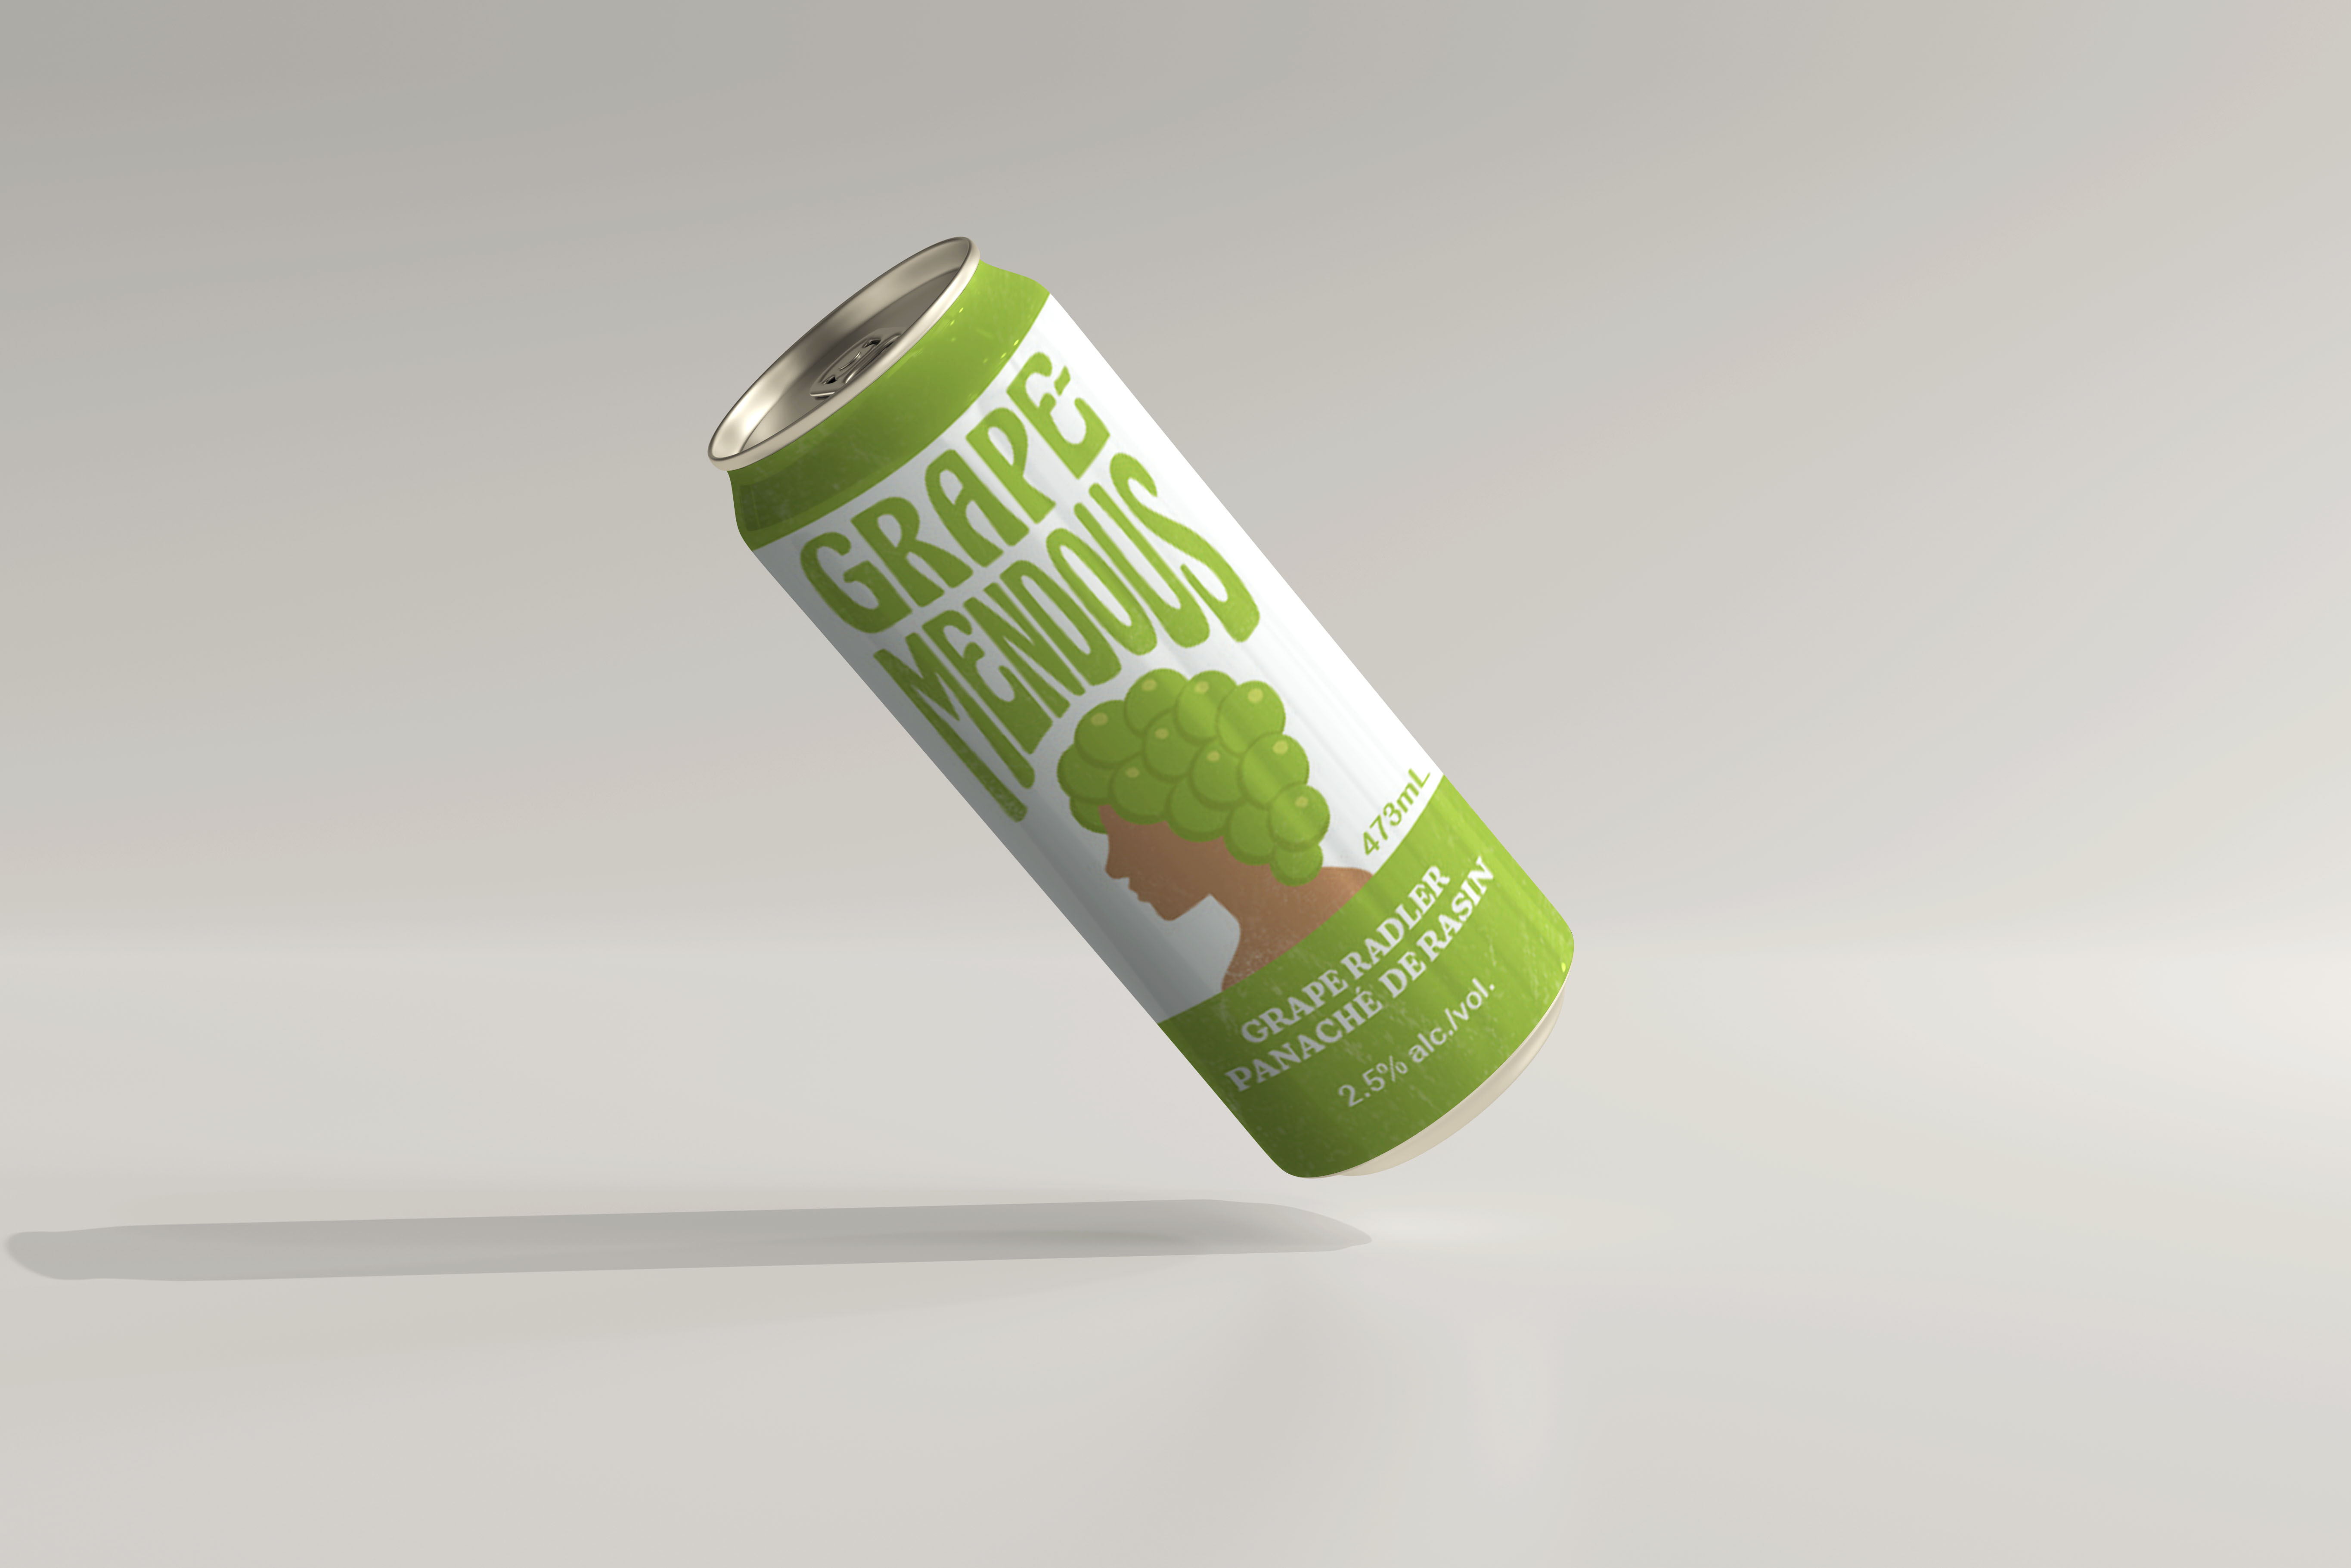 GRAPE-
MENDOUS
473mL
GRAPE RADLER
PANACHÉ DE RASIN
2.5% alc./vol.